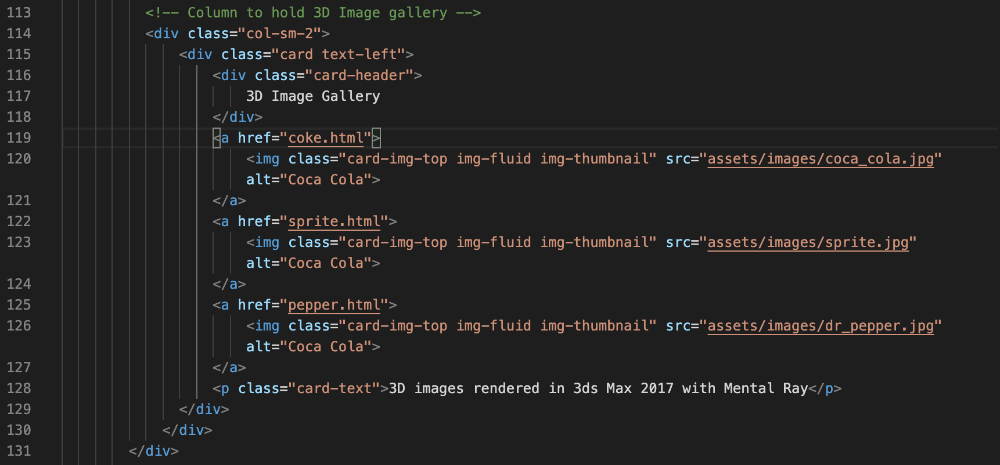 113 <!-- Column to hold 3D Image gallery -->
114 <div class="col-sm-2">
115 <div class="card text-left">
116 <div class="card-header">
117 3D Image Gallery
118 </div>
119 <a href="coke.html">
120 <img class="card-img-top img-fluid img-thumbnail" src="assets/images/coca_cola.jpg"
alt="Coca Cola">
121 </a>
122 <a href="sprite.html">
123 <img class="card-img-top img-fluid img-thumbnail" src="assets/images/sprite.jpg"
alt="Coca Cola">
124 </a>
125 <a href="pepper.html">
126 <img class="card-img-top img-fluid img-thumbnail" src="assets/images/dr_pepper.jpg"
alt="Coca Cola">
127 </a>
128 <p class="card-text">3D images rendered in 3ds Max 2017 with Mental Ray</p>
129 </div>
130 </div>
131 </div>